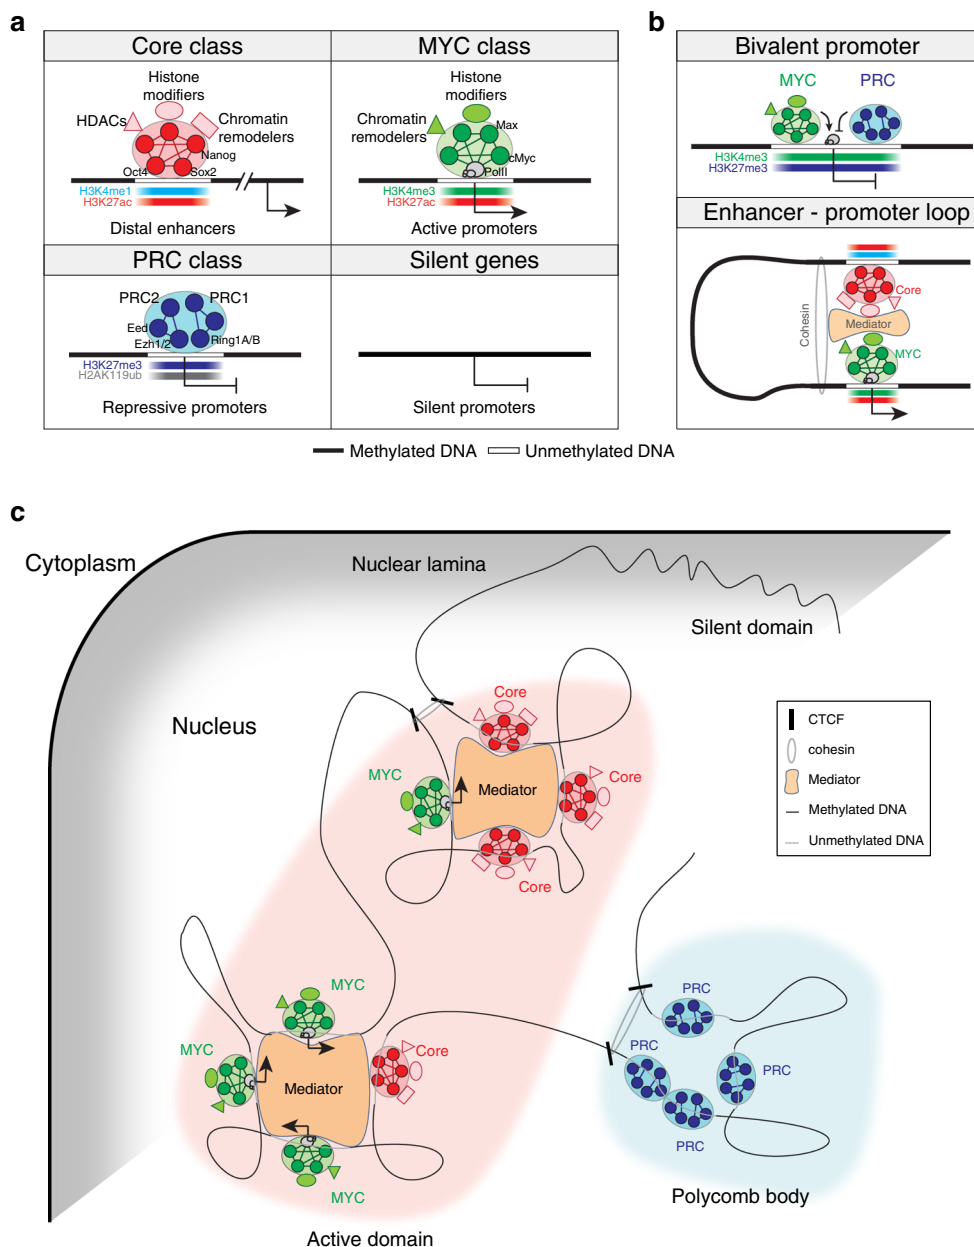 a
Core class
Histone
modifiers
HDACs
Chromatin
remodelers
Nanog
Oct4
Sox2
H3K4me1
H3K27ac
Distal enhancers
MYC class
Histone
modifiers
Chromatin
remodelers
Max
cMyc
PolII
H3K4me3
H3K27ac
Active promoters
PRC class
PRC2
PRC1
Eed
Ezh1/2
Ring1A/B
H3K27me3
H2AK119ub
Repressive promoters
Silent genes
Silent promoters
b
Bivalent promoter
MYC
PRC
H3K4me3
H3K27me3
Enhancer - promoter loop
Cohesin
Core
Mediator
MYC
Methylated DNA
Unmethylated DNA
c
Cytoplasm
Nuclear lamina
Silent domain
Nucleus
Core
MYC
Mediator
Core
Core
CTCF
cohesin
Mediator
Methylated DNA
Unmethylated DNA
MYC
MYC
Core
Mediator
MYC
PRC
PRC
PRC
PRC
Polycomb body
Active domain